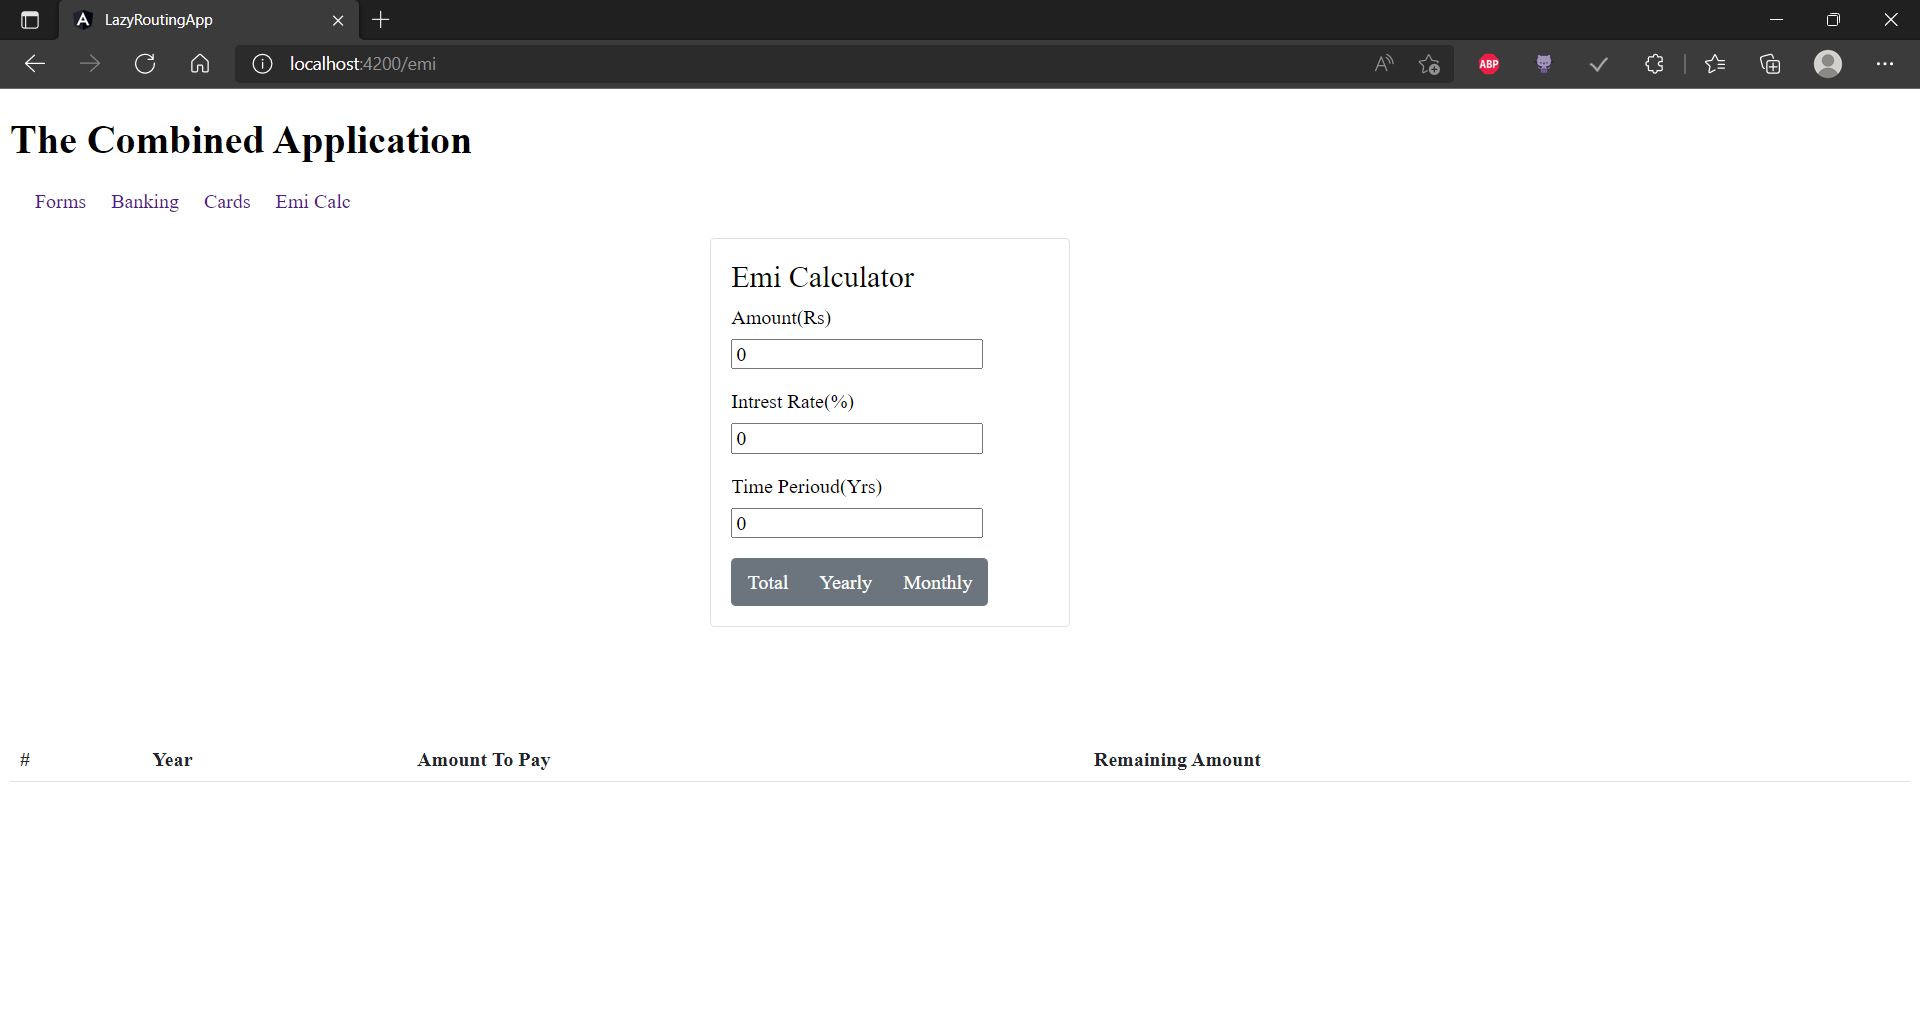 LazyRoutingApp
localhost:4200/emi
ABP
The Combined Application
Forms Banking Cards Emi Calc
Emi Calculator
Amount(Rs)
0
Intrest Rate(%)
0
Time Perioud(Yrs)
0
Total Yearly Monthly
# Year Amount To Pay Remaining Amount